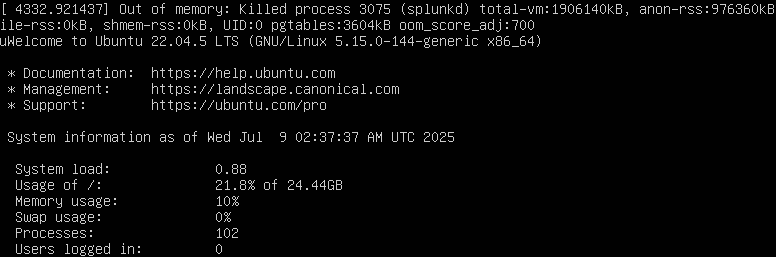 [ 4332.921437] Out of memory: Killed process 3075 (splunkd) total-vm:1906140kB, anon-rss:976360kB
ile-rss:0kB, shmem-rss:0kB, UID:0 pgtables:3604kB oom_score_adj:700
uWelcome to Ubuntu 22.04.5 LTS (GNU/Linux 5.15.0-144-generic x86_64)
* Documentation:  https://help.ubuntu.com
* Management:     https://landscape.canonical.com
* Support:        https://ubuntu.com/pro
System information as of Wed Jul  9 02:37:37 AM UTC 2025
System load:             0.88
Usage of /:              21.8% of 24.44GB
Memory usage:            10%
Swap usage:              0%
Processes:               102
Users logged in:         0